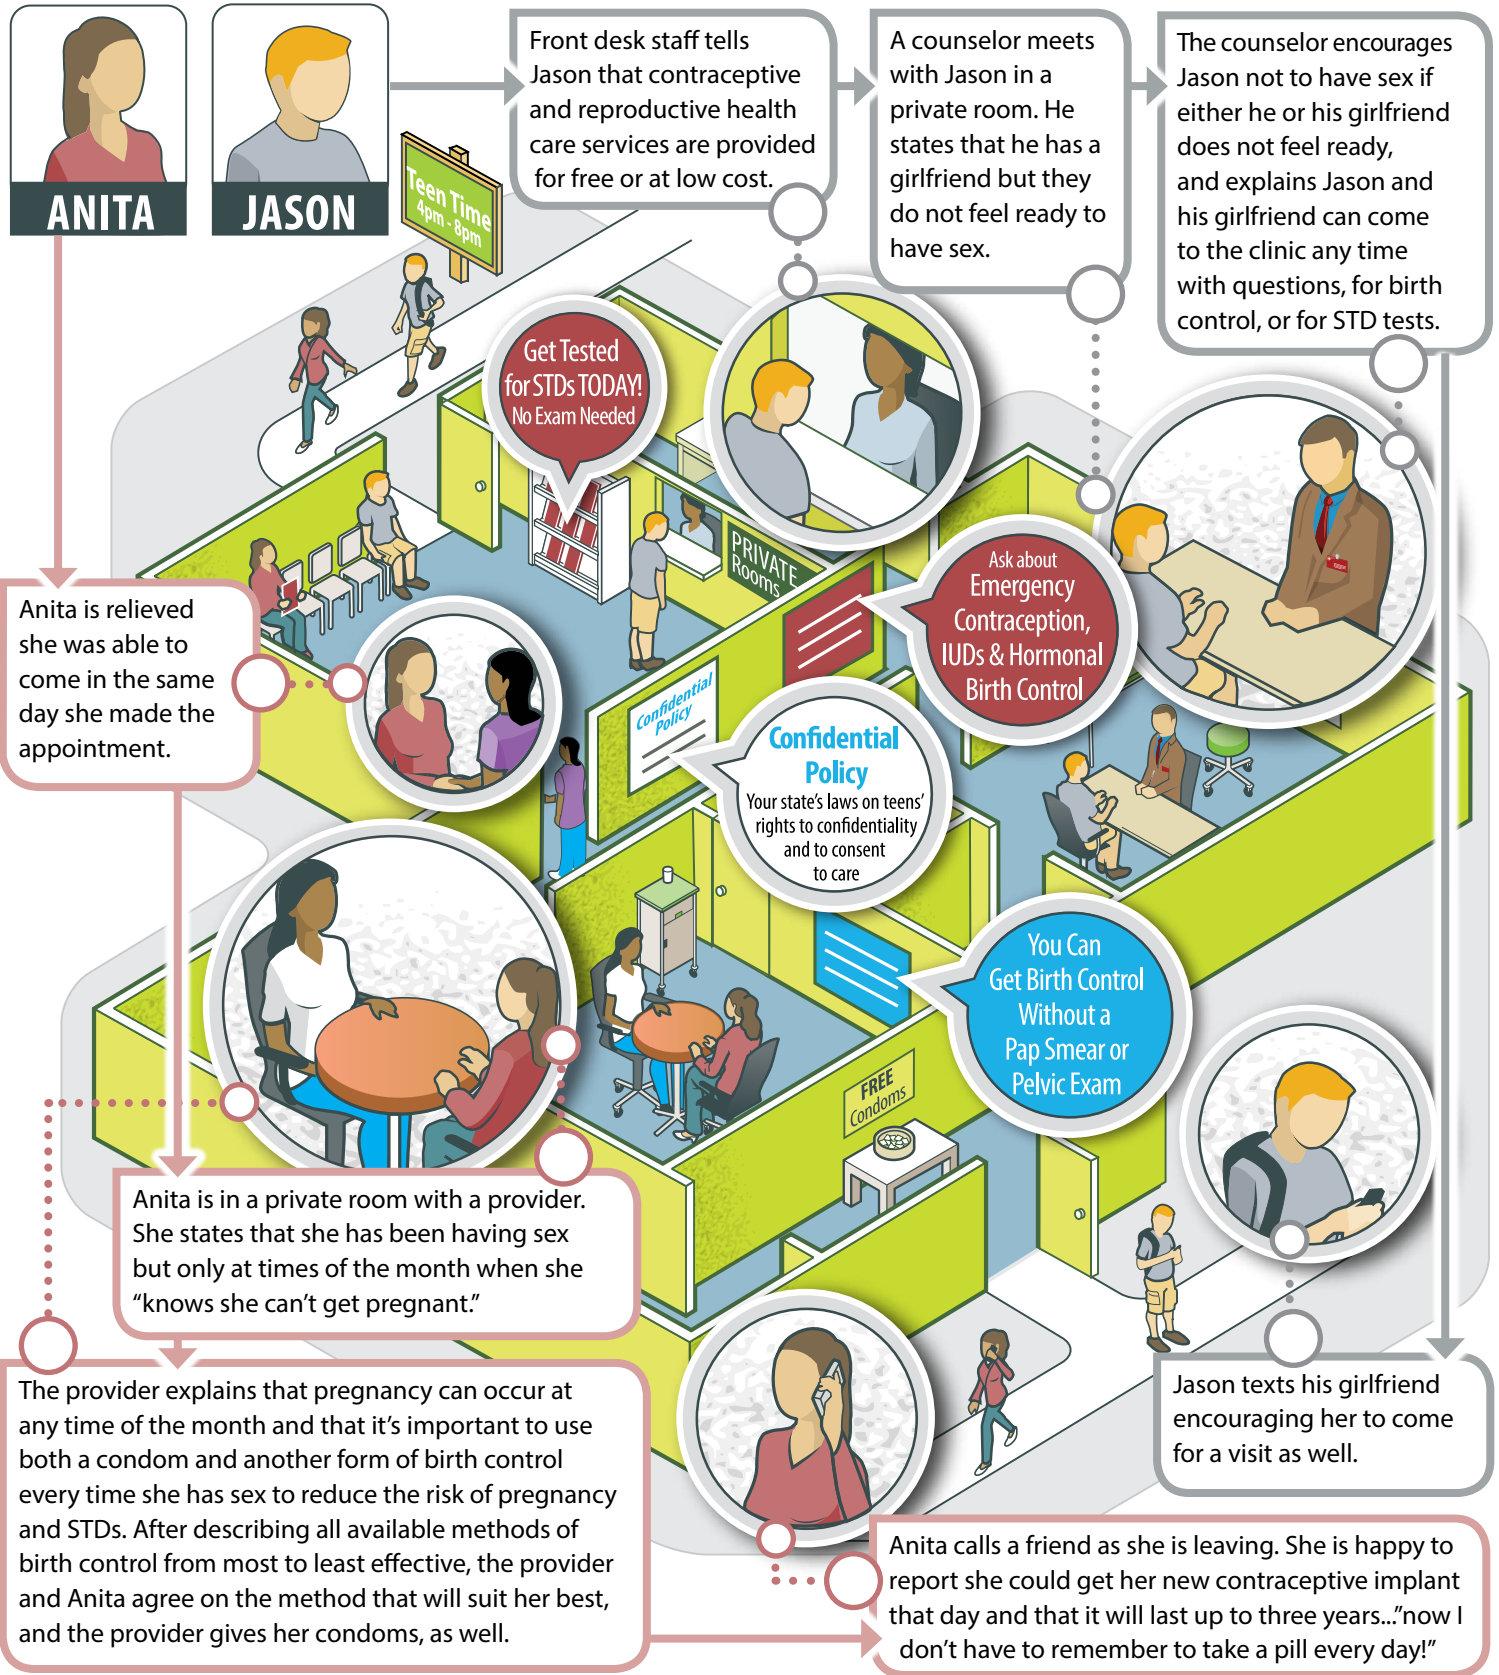 ANITA
JASON
Teen Time
4pm - 8pm
Front desk staff tells
Jason that contraceptive
and reproductive health
care services are provided
for free or at low cost.
A counselor meets
with Jason in a
private room. He
states that he has a
girlfriend but they
do not feel ready to
have sex.
The counselor encourages
Jason not to have sex if
either he or his girlfriend
does not feel ready,
and explains Jason and
his girlfriend can come
to the clinic any time
with questions, for birth
control, or for STD tests.
Get Tested
for STDs TODAY!
No Exam Needed
PRIVATE
Rooms
Ask about
Emergency
Contraception,
IUDs & Hormonal
Birth Control
Anita is relieved
she was able to
come in the same
day she made the
appointment.
Confidential
Policy
Confidential
Policy
Your state's laws on teens'
rights to confidentiality
and to consent
to care
You Can
Get Birth Control
Without a
Pap Smear or
Pelvic Exam
FREE
Condoms
Anita is in a private room with a provider.
She states that she has been having sex
but only at times of the month when she
“knows she can't get pregnant.”
The provider explains that pregnancy can occur at
any time of the month and that it's important to use
both a condom and another form of birth control
every time she has sex to reduce the risk of pregnancy
and STDs. After describing all available methods of
birth control from most to least effective, the provider
and Anita agree on the method that will suit her best,
and the provider gives her condoms, as well.
Jason texts his girlfriend
encouraging her to come
for a visit as well.
Anita calls a friend as she is leaving. She is happy to
report she could get her new contraceptive implant
that day and that it will last up to three years...”now I
don't have to remember to take a pill every day!”